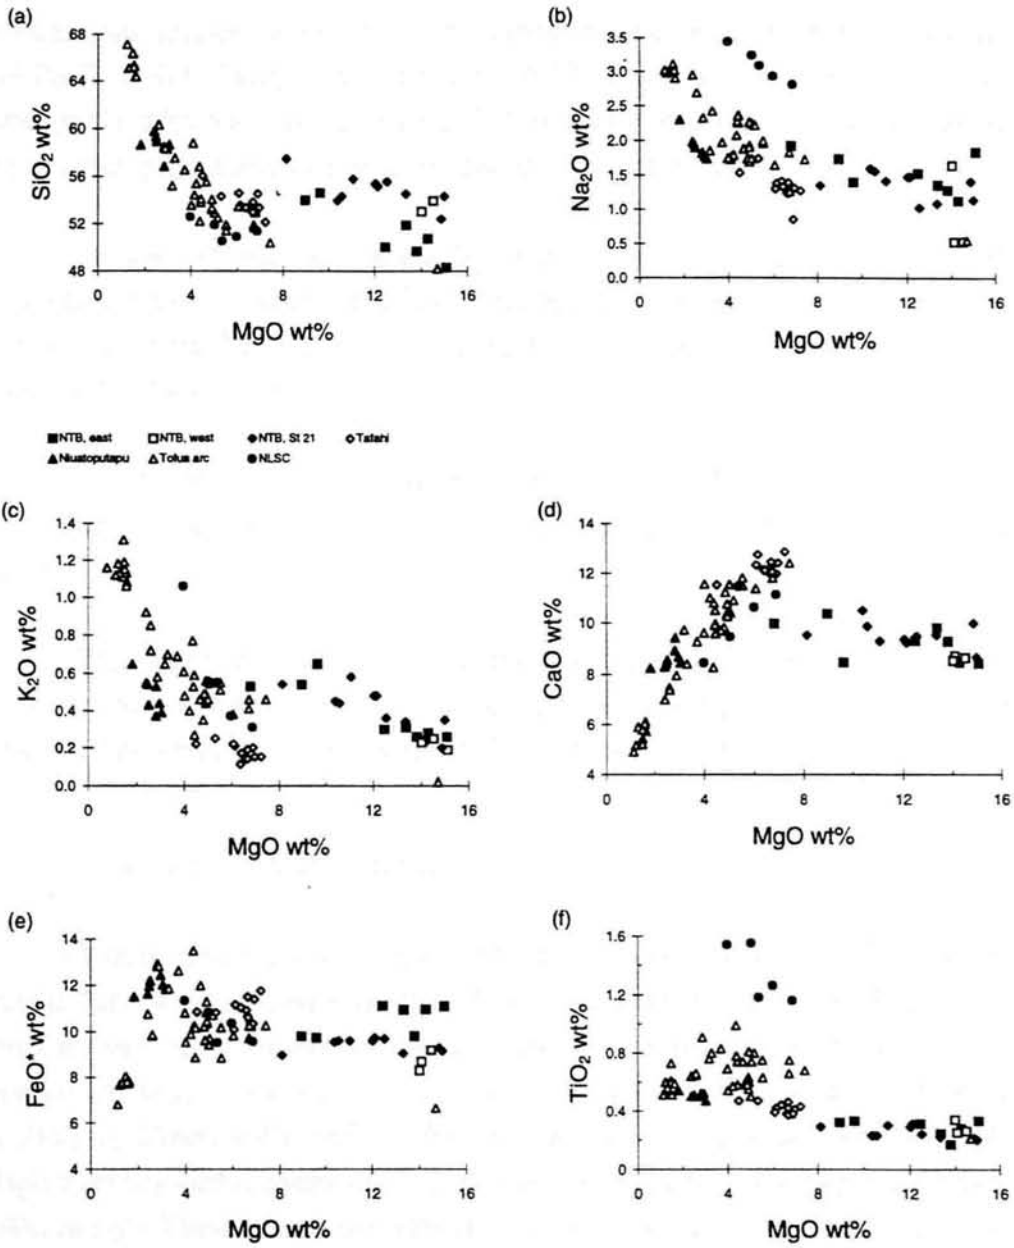 (a)
68
64
60
56
52
48
SiO2 wt%
0 4 8 12 16
MgO wt%
(b)
3.5
3.0
2.5
2.0
1.5
1.0
0.5
0.0
Na2O wt%
0 4 8 12 16
MgO wt%
NTB, east NTB, west NTB, St 21 Tafahi
Niuatoputapu Tofua arc NLSC
(c)
1.4
1.2
1.0
0.8
0.6
0.4
0.2
0.0
K2O wt%
0 4 8 12 16
MgO wt%
(d)
14
12
10
8
6
4
CaO wt%
0 4 8 12 16
MgO wt%
(e)
14
12
10
8
6
4
FeO* wt%
0 4 8 12 16
MgO wt%
(f)
1.6
1.2
0.8
0.4
0
TiO2 wt%
0 4 8 12 16
MgO wt%